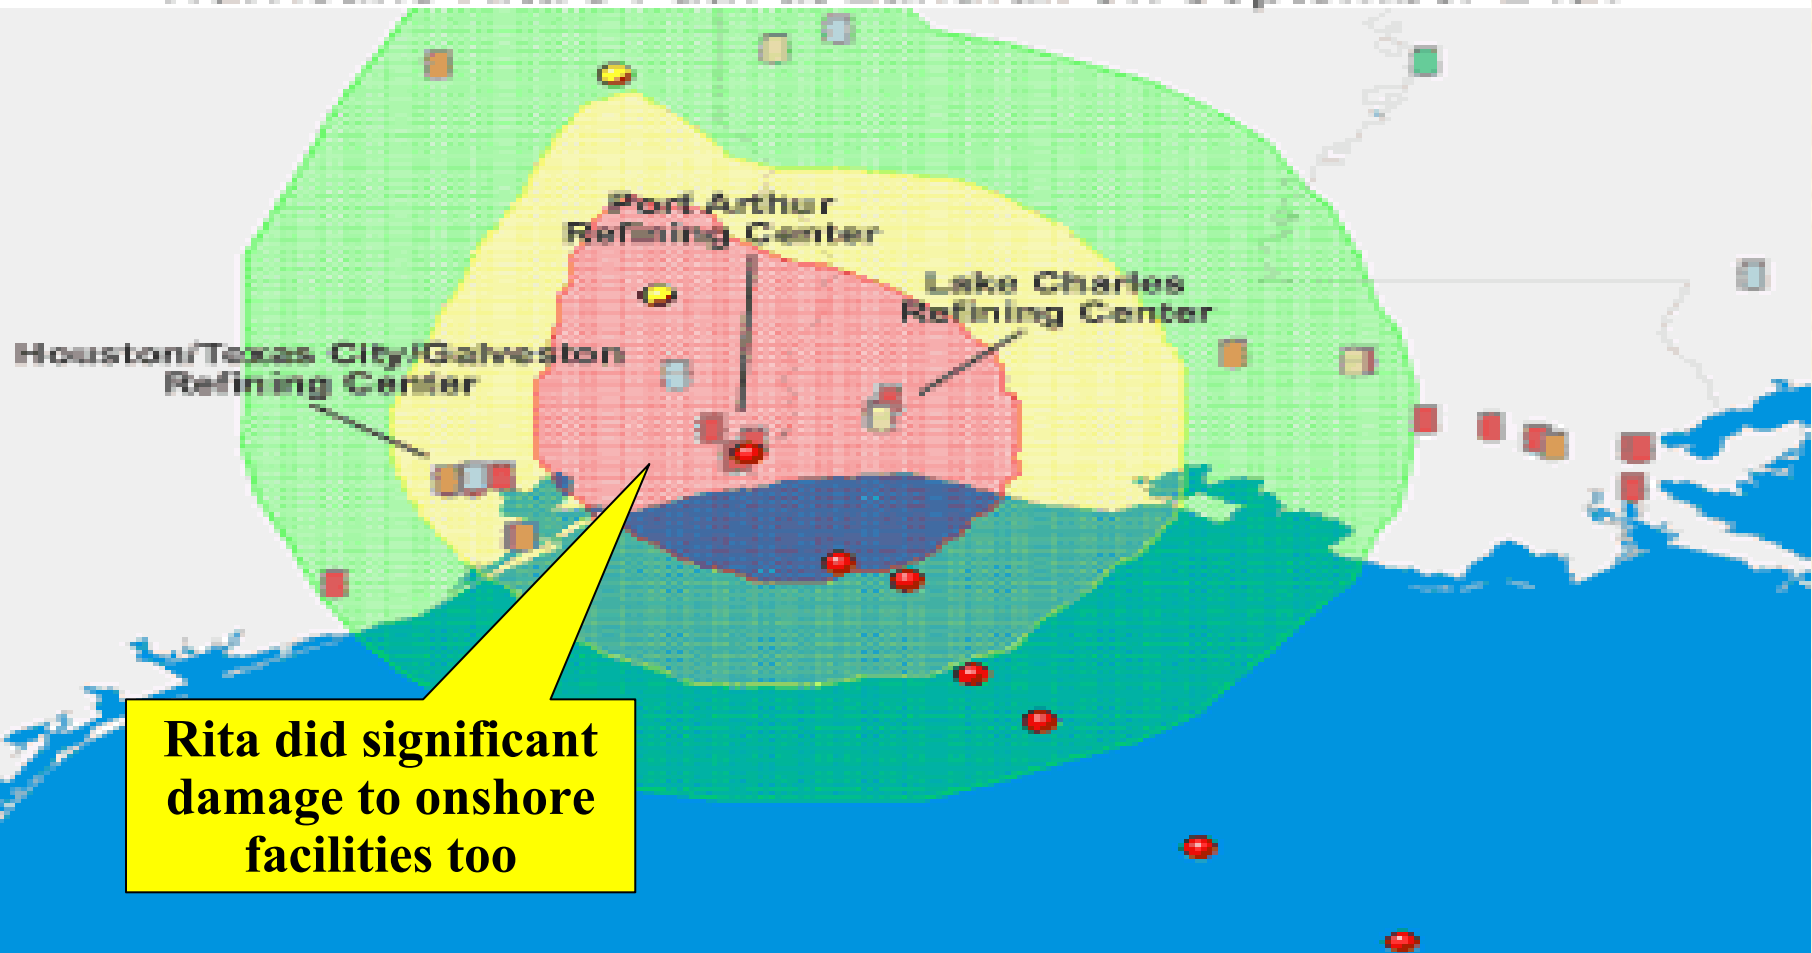 Port Arthur
Refining Center
Lake Charles
Refining Center
Houston/Texas City/Galveston
Refining Center
Rita did significant
damage to onshore
facilities too